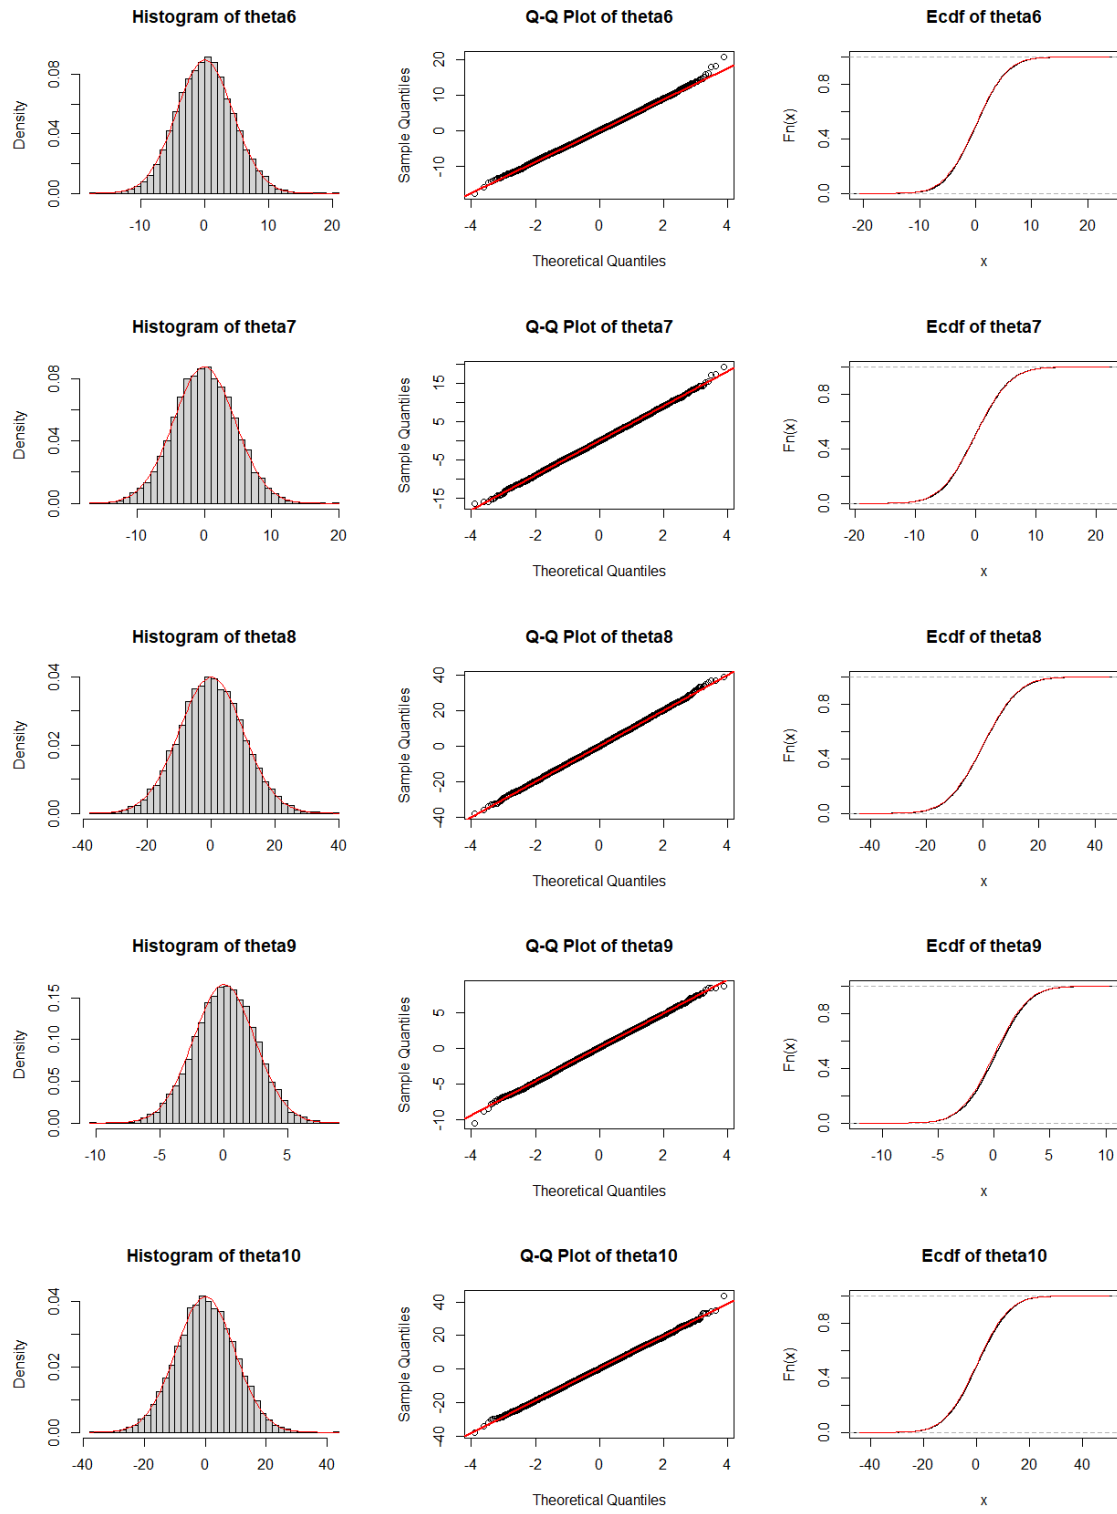 Histogram of theta6
Density
0.00 0.04 0.08
-10 0 10 20
Q-Q Plot of theta6
Sample Quantiles
-10 0 10 20
-4 -2 0 2 4
Theoretical Quantiles
Ecdf of theta6
Fn(x)
0.0 0.4 0.8
-20 -10 0 10 20
x
Histogram of theta7
Density
0.00 0.04 0.08
-10 0 10 20
Q-Q Plot of theta7
Sample Quantiles
-15 -5 5 15
-4 -2 0 2 4
Theoretical Quantiles
Ecdf of theta7
Fn(x)
0.0 0.4 0.8
-20 -10 0 10 20
x
Histogram of theta8
Density
0.00 0.02 0.04
-40 -20 0 20 40
Q-Q Plot of theta8
Sample Quantiles
-40 -20 0 20 40
-4 -2 0 2 4
Theoretical Quantiles
Ecdf of theta8
Fn(x)
0.0 0.4 0.8
-40 -20 0 20 40
x
Histogram of theta9
Density
0.00 0.05 0.10 0.15
-10 -5 0 5
Q-Q Plot of theta9
Sample Quantiles
-10 -5 0 5
-4 -2 0 2 4
Theoretical Quantiles
Ecdf of theta9
Fn(x)
0.0 0.4 0.8
-10 -5 0 5 10
x
Histogram of theta10
Density
0.00 0.02 0.04
-40 -20 0 20 40
Q-Q Plot of theta10
Sample Quantiles
-40 -20 0 20 40
-4 -2 0 2 4
Theoretical Quantiles
Ecdf of theta10
Fn(x)
0.0 0.4 0.8
-40 -20 0 20 40
x